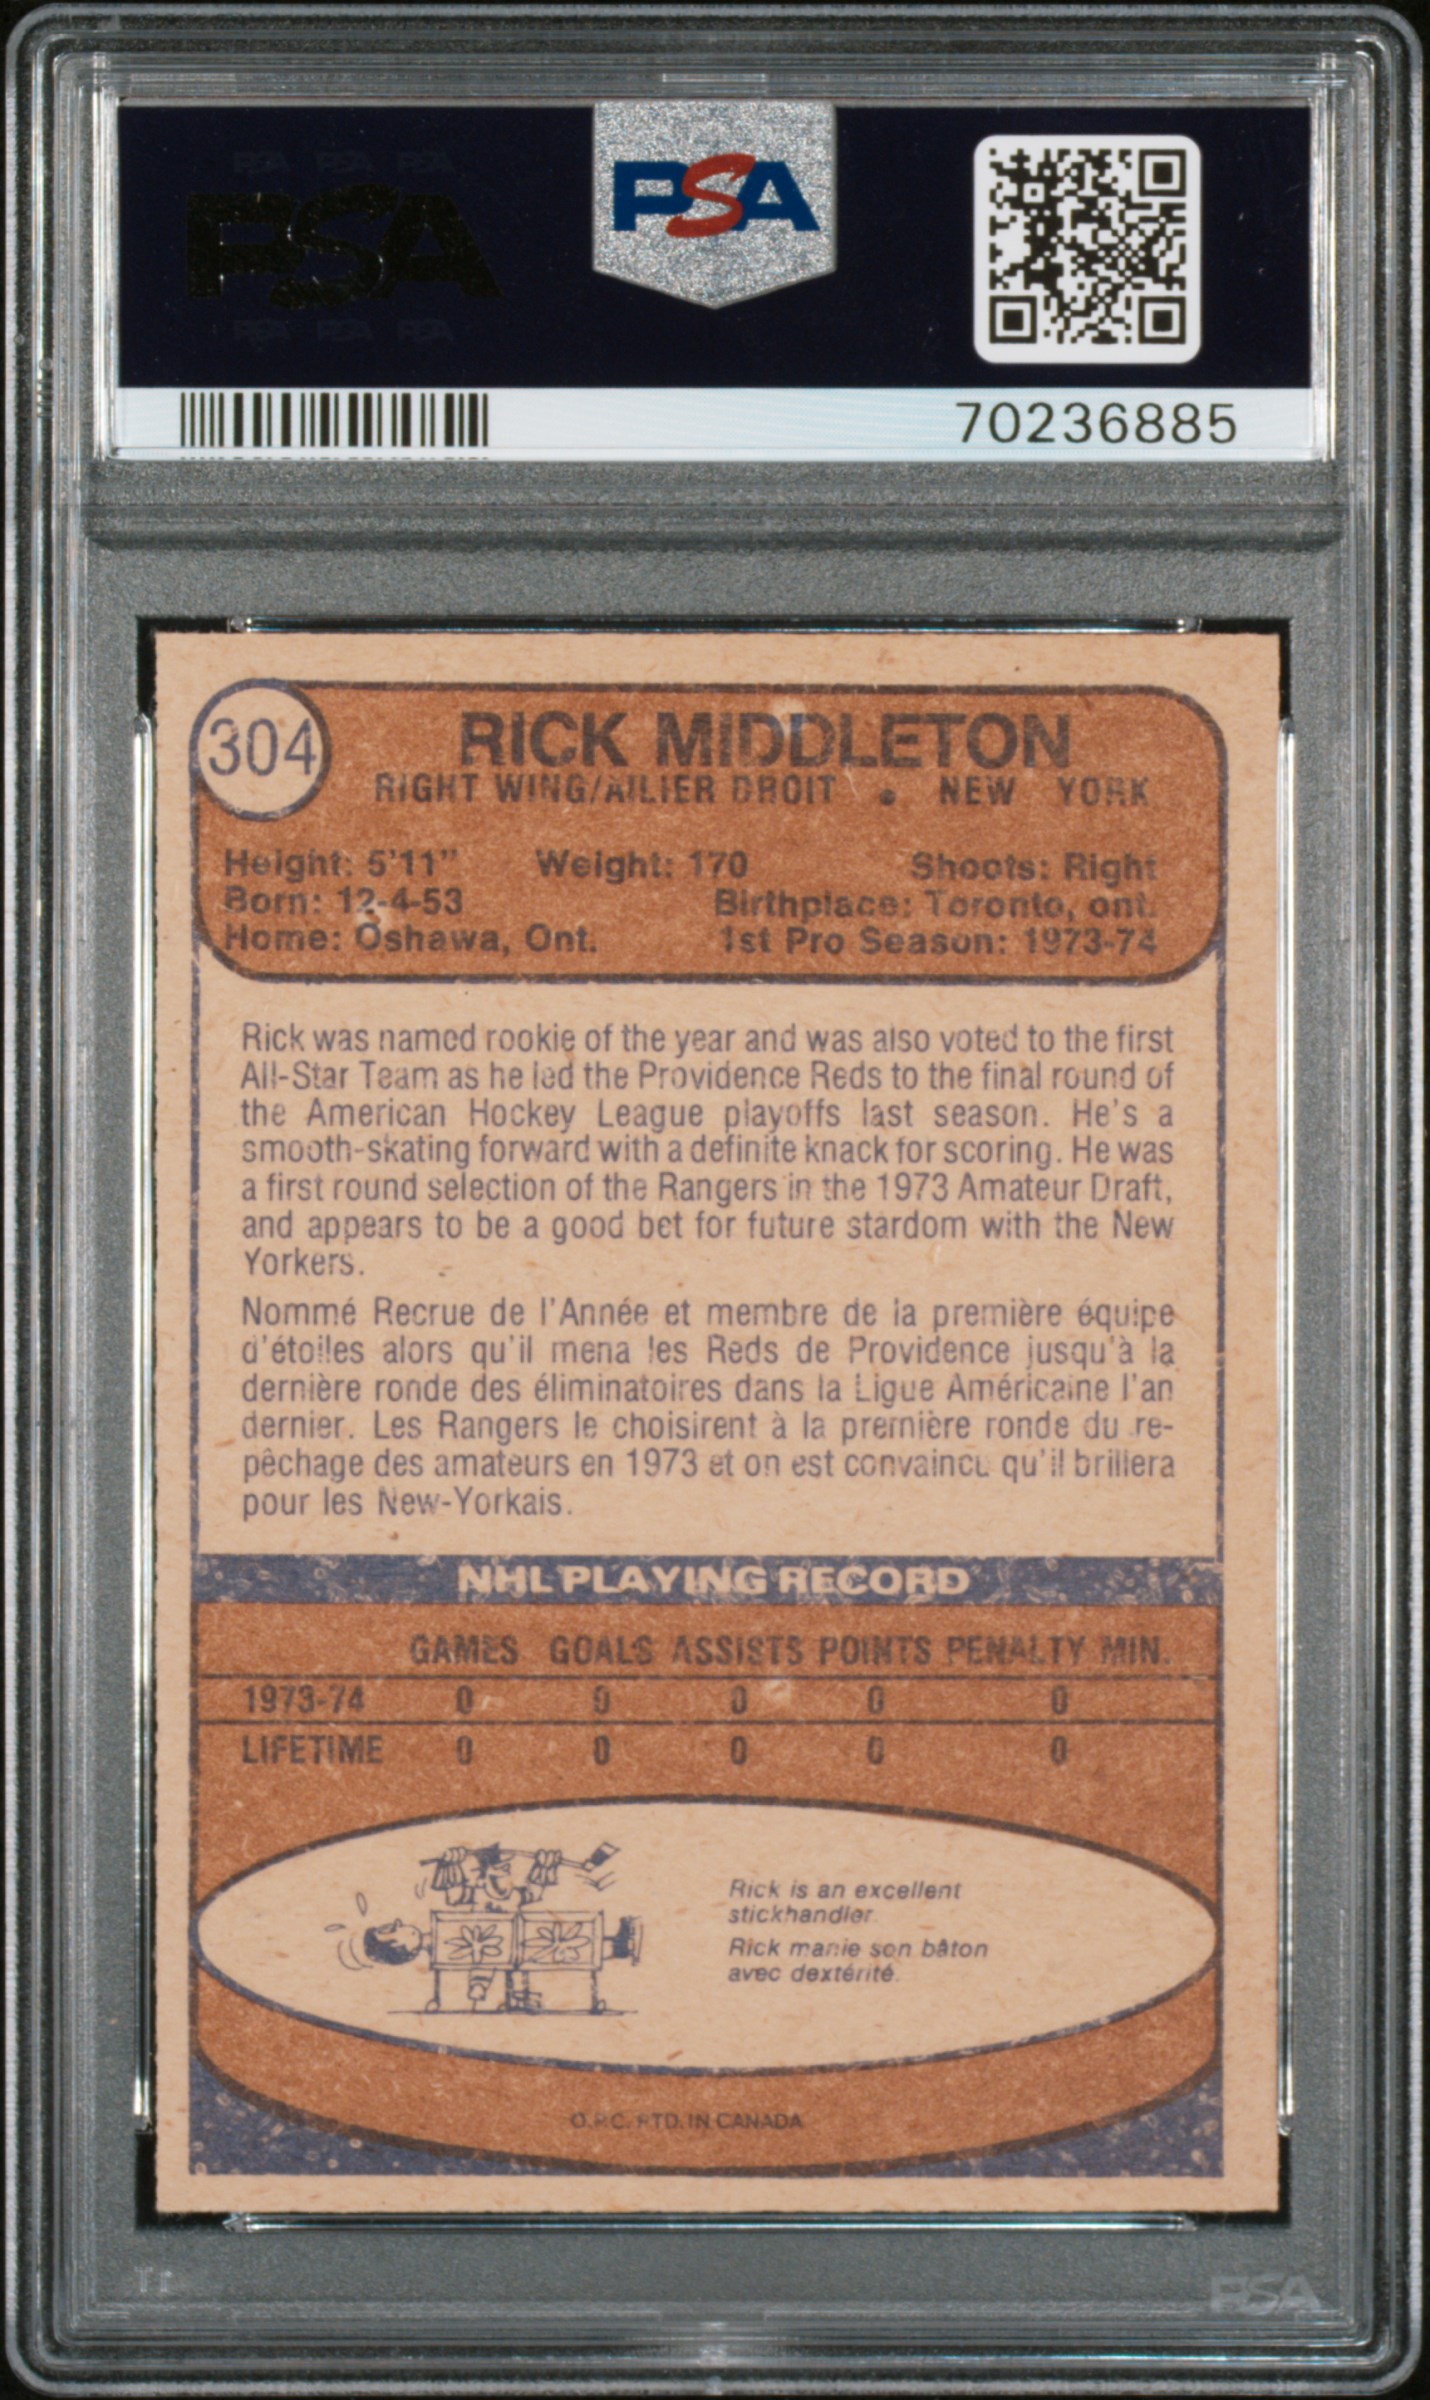 PSA PSA PSA
PSA
PSA PSA PSA
PSA
70236885
304
RICK MIDDLETON
RIGHT WING/AILIER DROIT • NEW YORK
Height: 5'11" Weight: 170 Shoots: Right
Born: 12-4-53 Birthplace: Toronto, ont.
Home: Oshawa, Ont. 1st Pro Season: 1973-74
Rick was named rookie of the year and was also voted to the first
All-Star Team as he led the Providence Reds to the final round of
the American Hockey League playoffs last season. He's a
smooth-skating forward with a definite knack for scoring. He was
a first round selection of the Rangers in the 1973 Amateur Draft,
and appears to be a good bet for future stardom with the New
Yorkers.
Nommé Recrue de l'Année et membre de la première équipe
d'étoiles alors qu'il mena les Reds de Providence jusqu'à la
dernière ronde des éliminatoires dans la Ligue Américaine l'an
dernier. Les Rangers le choisirent à la première ronde du re-
pêchage des amateurs en 1973 et on est convaincu qu'il brillera
pour les New-Yorkais.
NHL PLAYING RECORD
GAMES GOALS ASSISTS POINTS PENALTY MIN.
1973-74 0 0 0 0 0
LIFETIME 0 0 0 0 0
Rick is an excellent
stickhandler.
Rick manie son bâton
avec dextérité.
O.P.C. PTD. IN CANADA
PSA